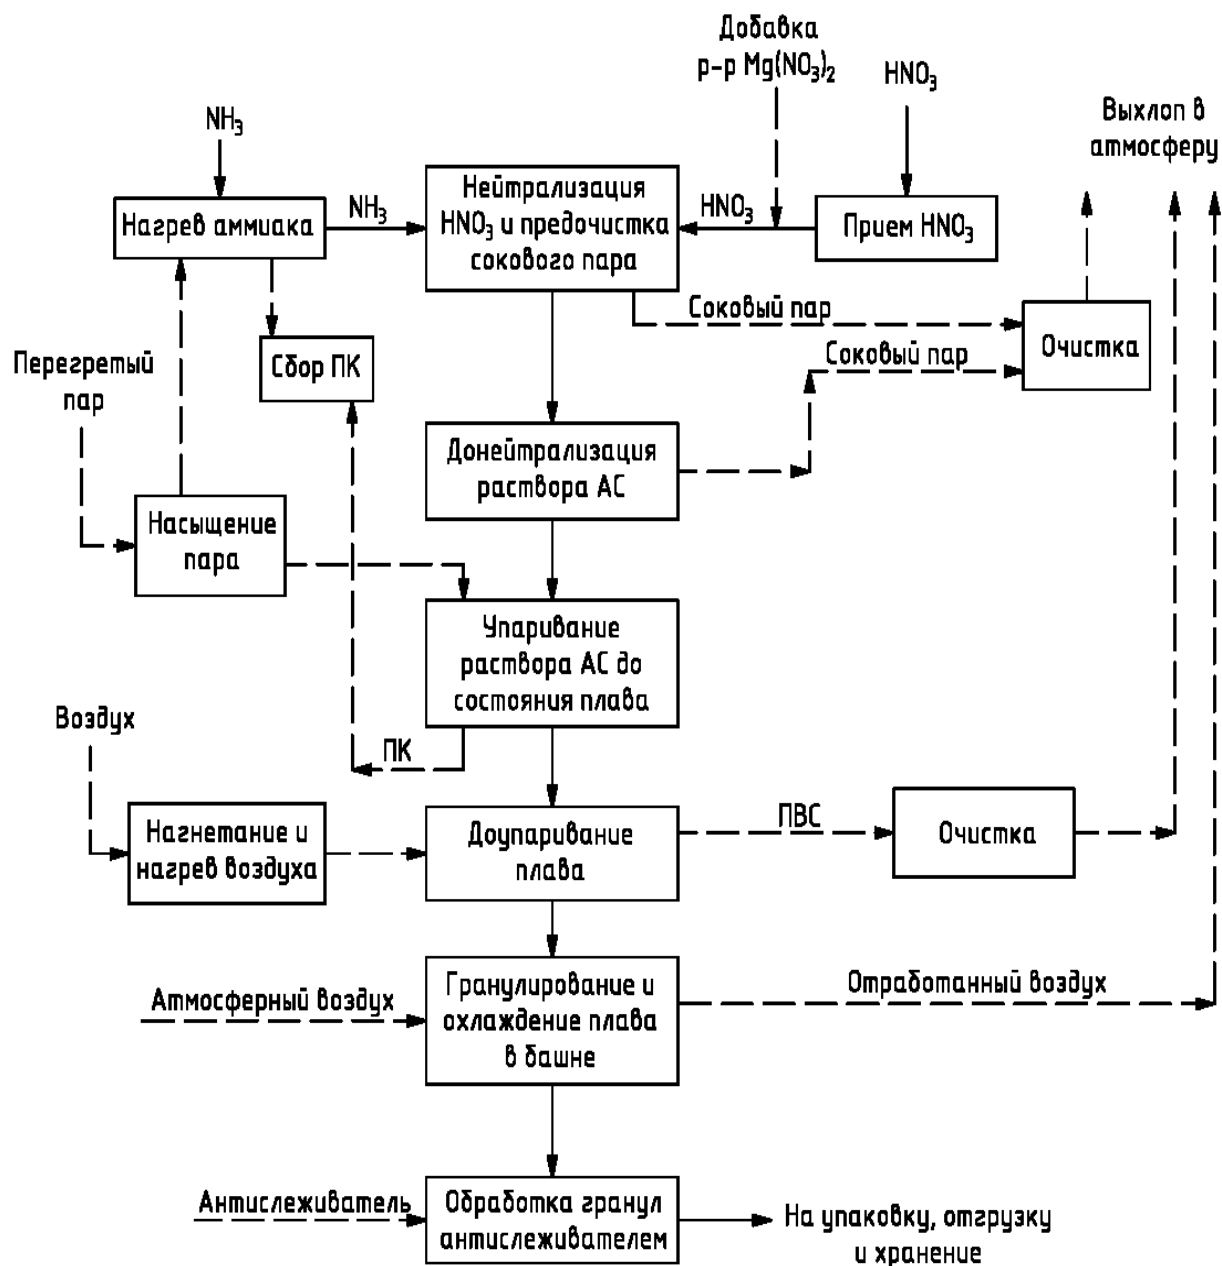 Добавка
р-р Mg(NO₃)₂
HNO₃
Выхлоп в
атмосферу
NH₃
Нагрев аммиака
NH₃
Нейтрализация
HNO₃ и предочистка
сокового пара
HNO₃
Прием HNO₃
Соковый пар
Очистка
Соковый пар
Сбор ПК
Перегретый
пар
Донейтрализация
раствора АС
Насыщение
пара
Упаривание
раствора АС до
состояния плава
Воздух
ПК
Нагнетание и
нагрев воздуха
Доупаривание
плава
ПВС
Очистка
Атмосферный воздух
Гранулирование и
охлаждение плава
в башне
Отработанный воздух
Антислеживатель
Обработка гранул
антислеживателем
На упаковку, отгрузку
и хранение